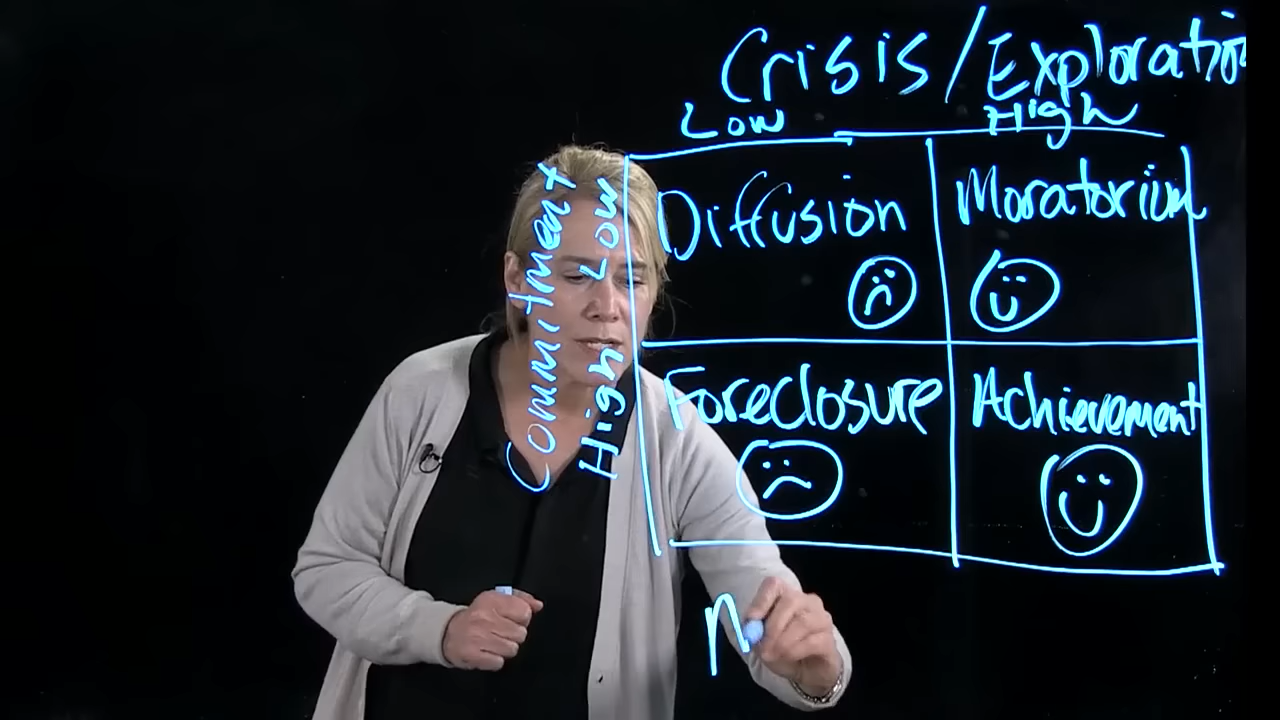 Crisis/Exploratio
Low High
Commitment
Low
High
Diffusion Moratorium
Foreclosure Achievement